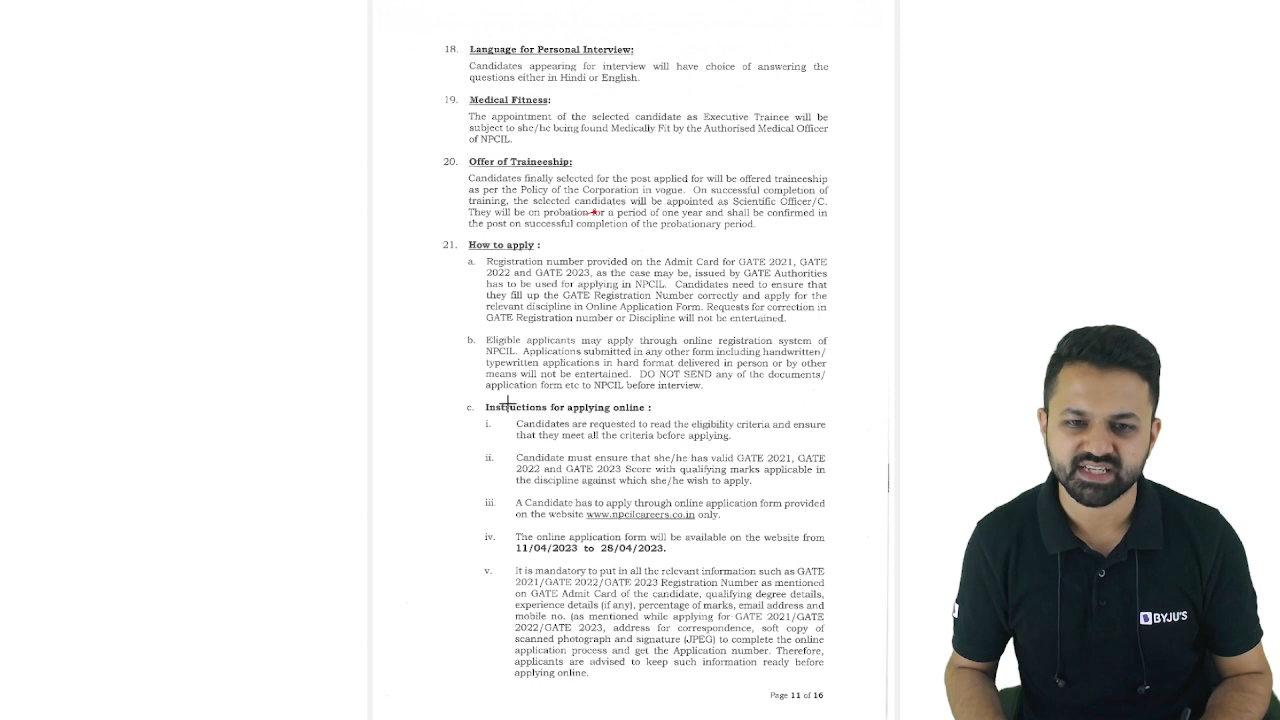 18. Language for Personal Interview:
Candidates appearing for interview will have choice of answering the
questions either in Hindi or English.
19. Medical Fitness:
The appointment of the selected candidate as Executive Trainee will be
subject to she/he being found Medically Fit by the Authorised Medical Officer
of NPCIL.
20. Offer of Traineeship:
Candidates finally selected for the post applied for will be offered traineeship
as per the Policy of the Corporation in vogue. On successful completion of
training, the selected candidates will be appointed as Scientific Officer/C.
They will be on probation for a period of one year and shall be confirmed in
the post on successful completion of the probationary period.
21. How to apply :
a. Registration number provided on the Admit Card for GATE 2021, GATE
2022 and GATE 2023, as the case may be, issued by GATE Authorities
has to be used for applying in NPCIL. Candidates need to ensure that
they fill up the GATE Registration Number correctly and apply for the
relevant discipline in Online Application Form. Requests for correction in
GATE Registration number or Discipline will not be entertained.
b. Eligible applicants may apply through online registration system of
NPCIL. Applications submitted in any other form including handwritten/
typewritten applications in hard format delivered in person or by other
means will not be entertained. DO NOT SEND any of the documents/
application form etc to NPCIL before interview.
c. Instructions for applying online :
i. Candidates are requested to read the eligibility criteria and ensure
that they meet all the criteria before applying.
ii. Candidate must ensure that she/he has valid GATE 2021, GATE
2022 and GATE 2023 Score with qualifying marks applicable in
the discipline against which she/he wish to apply.
iii. A Candidate has to apply through online application form provided
on the website www.npcilcareers.co.in only.
iv. The online application form will be available on the website from
11/04/2023 to 28/04/2023.
v. It is mandatory to put in all the relevant information such as GATE
2021/GATE 2022/GATE 2023 Registration Number as mentioned
on GATE Admit Card of the candidate, qualifying degree details,
experience details (if any), percentage of marks, email address and
mobile no. (as mentioned while applying for GATE 2021/GATE
2022/GATE 2023, address for correspondence, soft copy of
scanned photograph and signature (JPEG) to complete the online
application process and get the Application number. Therefore,
applicants are advised to keep such information ready before
applying online.
Page 11 of 16
BYJU'S